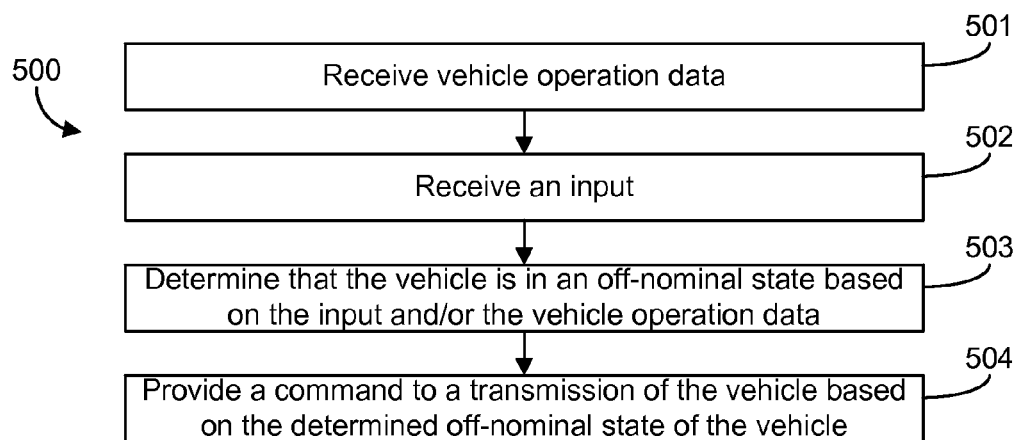 501
500
Receive vehicle operation data
502
Receive an input
503
Determine that the vehicle is in an off-nominal state based
on the input and/or the vehicle operation data
504
Provide a command to a transmission of the vehicle based
on the determined off-nominal state of the vehicle